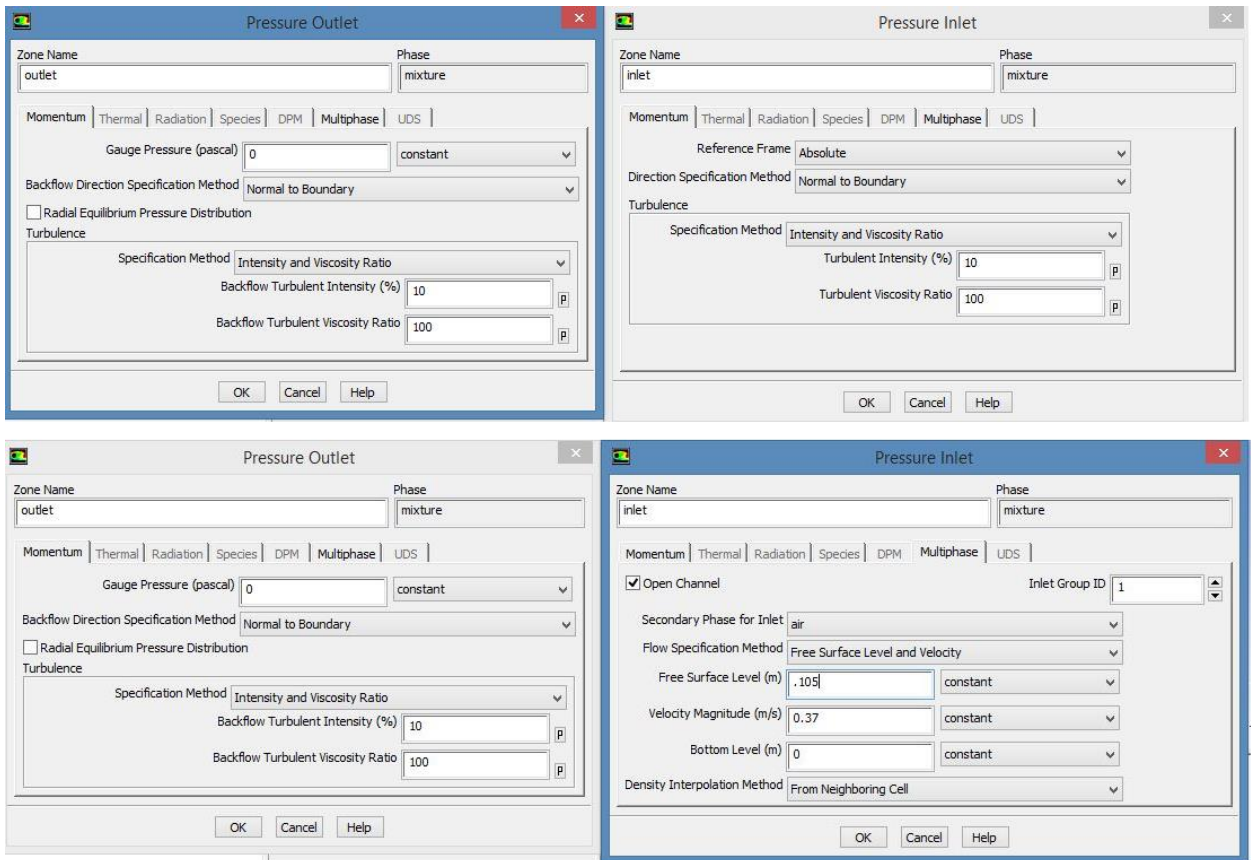 Pressure Outlet
Zone Name
Phase
outlet
mixture
Momentum Thermal Radiation Species DPM Multiphase UDS
Gauge Pressure (pascal) 0 constant
Backflow Direction Specification Method Normal to Boundary
Radial Equilibrium Pressure Distribution
Turbulence
Specification Method Intensity and Viscosity Ratio
Backflow Turbulent Intensity (%) 10 P
Backflow Turbulent Viscosity Ratio 100 P
OK Cancel Help
Pressure Inlet
Zone Name
Phase
inlet
mixture
Momentum Thermal Radiation Species DPM Multiphase UDS
Reference Frame Absolute
Direction Specification Method Normal to Boundary
Turbulence
Specification Method Intensity and Viscosity Ratio
Turbulent Intensity (%) 10 P
Turbulent Viscosity Ratio 100 P
OK Cancel Help
Pressure Outlet
Zone Name
Phase
outlet
mixture
Momentum Thermal Radiation Species DPM Multiphase UDS
Gauge Pressure (pascal) 0 constant
Backflow Direction Specification Method Normal to Boundary
Radial Equilibrium Pressure Distribution
Turbulence
Specification Method Intensity and Viscosity Ratio
Backflow Turbulent Intensity (%) 10 P
Backflow Turbulent Viscosity Ratio 100 P
OK Cancel Help
Pressure Inlet
Zone Name
Phase
inlet
mixture
Momentum Thermal Radiation Species DPM Multiphase UDS
Open Channel Inlet Group ID 1
Secondary Phase for Inlet air
Flow Specification Method Free Surface Level and Velocity
Free Surface Level (m) .105 constant
Velocity Magnitude (m/s) 0.37 constant
Bottom Level (m) 0 constant
Density Interpolation Method From Neighboring Cell
OK Cancel Help